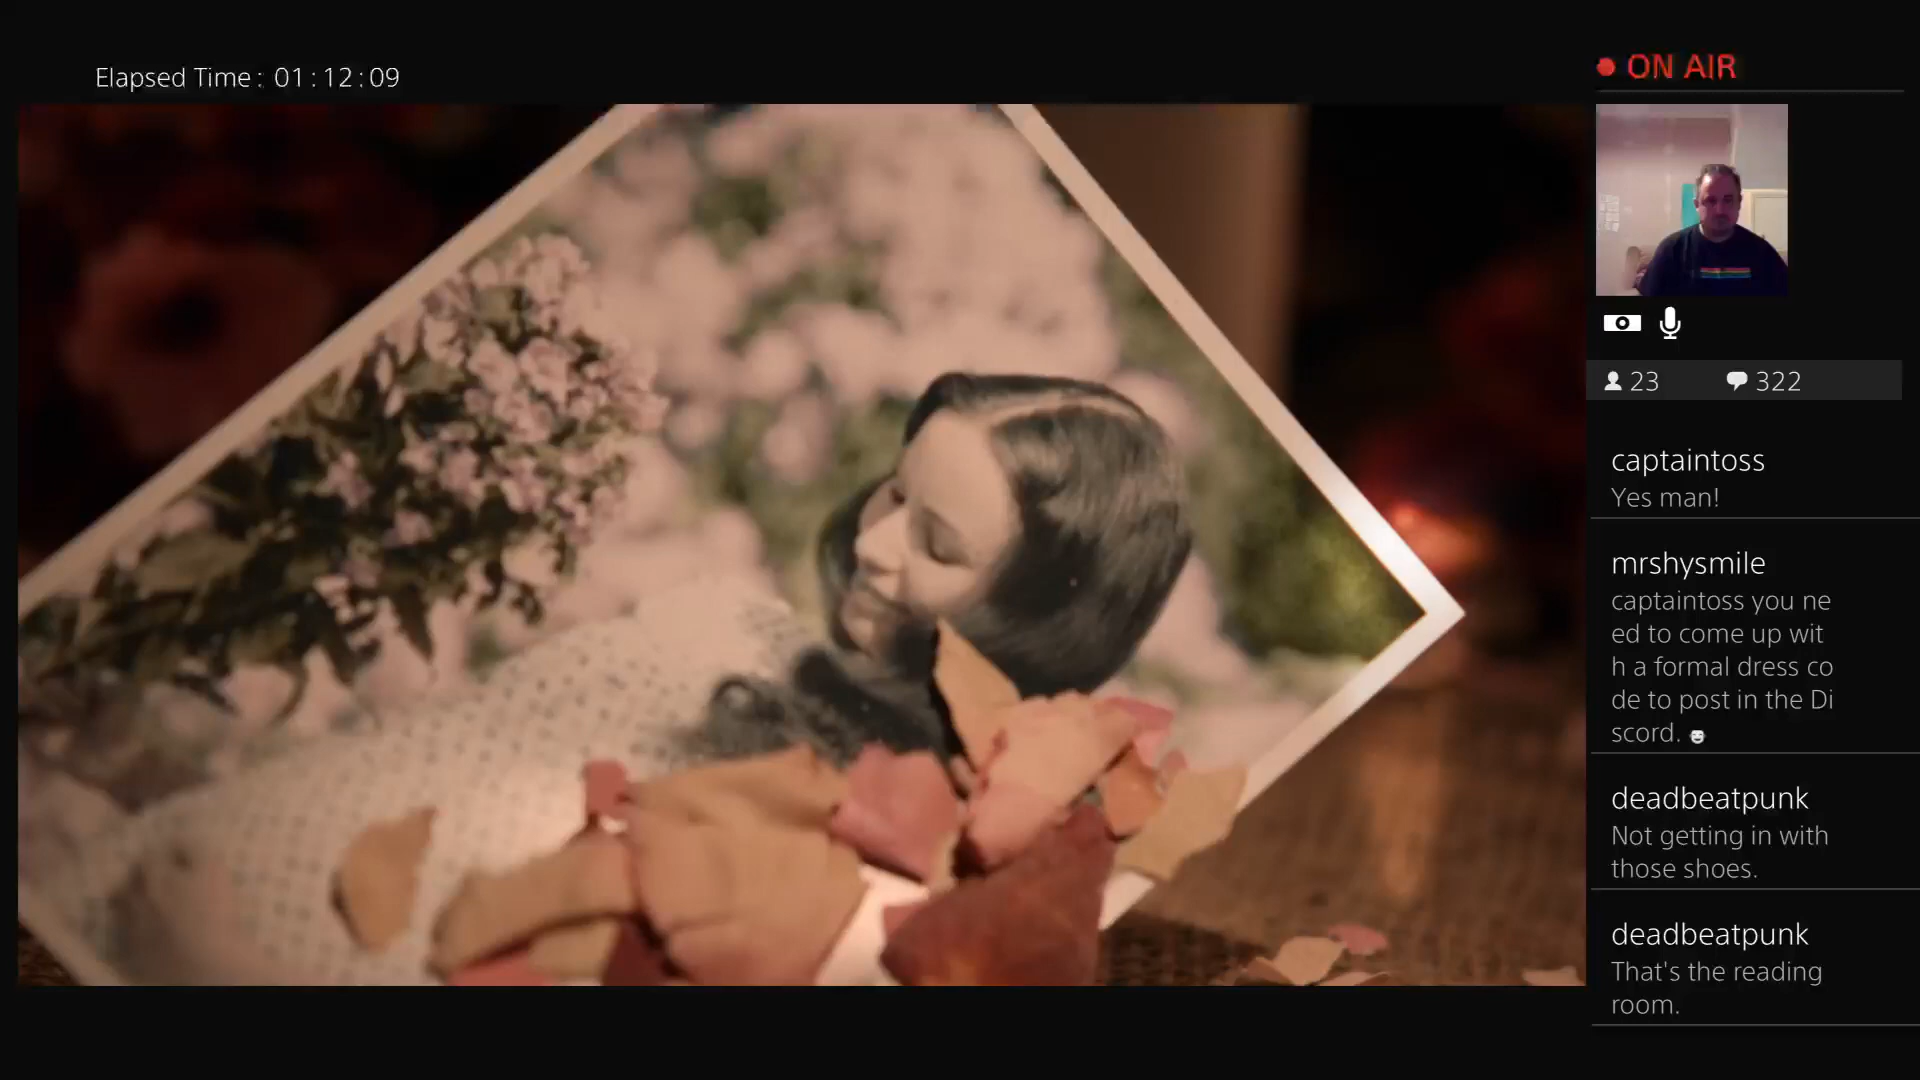 Elapsed Time: 01:12:09
ON AIR
23 322
captaintoss
Yes man!
mrshysmile
captaintoss you ne
ed to come up wit
h a formal dress co
de to post in the Di
scord.
deadbeatpunk
Not getting in with
those shoes.
deadbeatpunk
That's the reading
room.